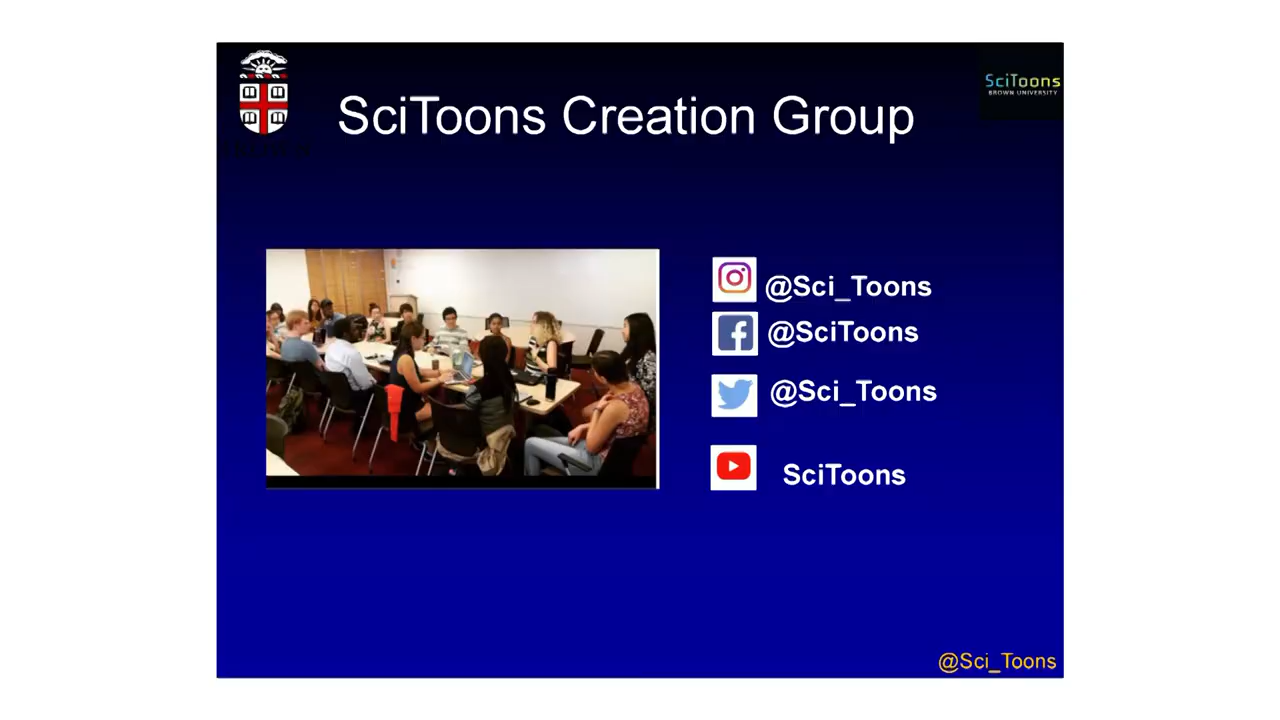 SciToons
BROWN UNIVERSITY
SciToons Creation Group
@Sci_Toons
@SciToons
@Sci_Toons
SciToons
@Sci_Toons